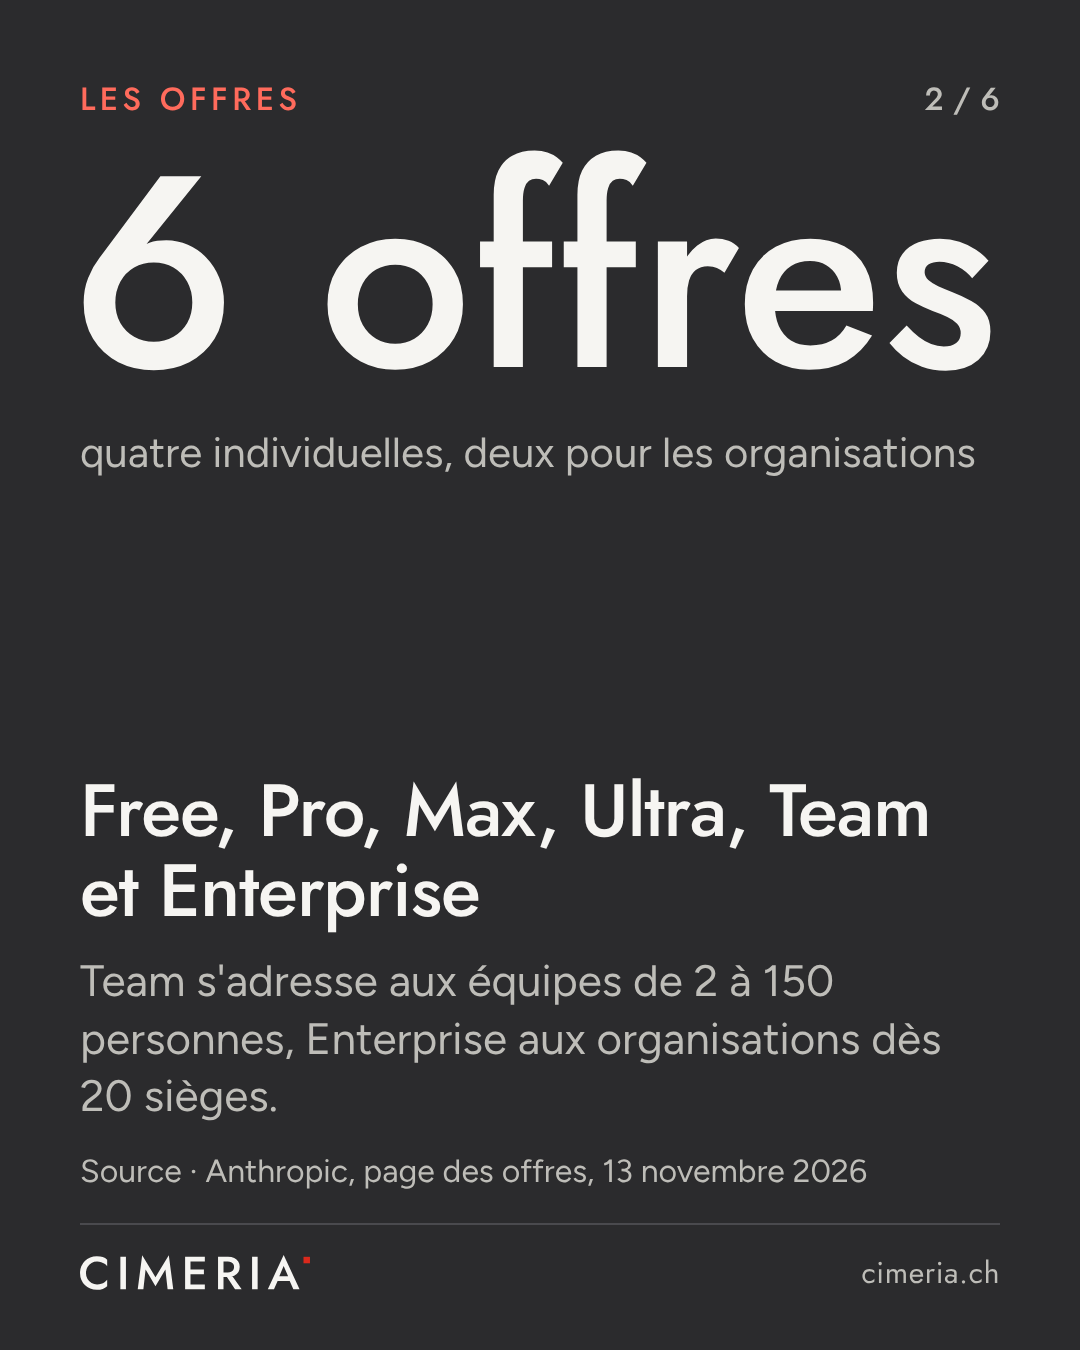 LES OFFRES
2 / 6
6 offres
quatre individuelles, deux pour les organisations
Free, Pro, Max, Ultra, Team
et Enterprise
Team s'adresse aux équipes de 2 à 150
personnes, Enterprise aux organisations dès
20 sièges.
Source · Anthropic, page des offres, 13 novembre 2026
CIMERIA
cimeria.ch